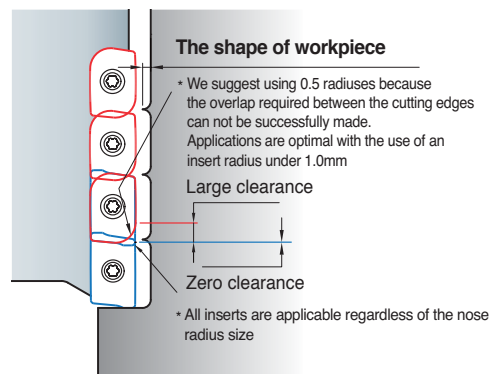 The shape of workpiece
* We suggest using 0.5 radiuses because
the overlap required between the cutting edges
can not be successfully made.
Applications are optimal with the use of an
insert radius under 1.0mm
Large clearance
Zero clearance
* All inserts are applicable regardless of the nose
radius size